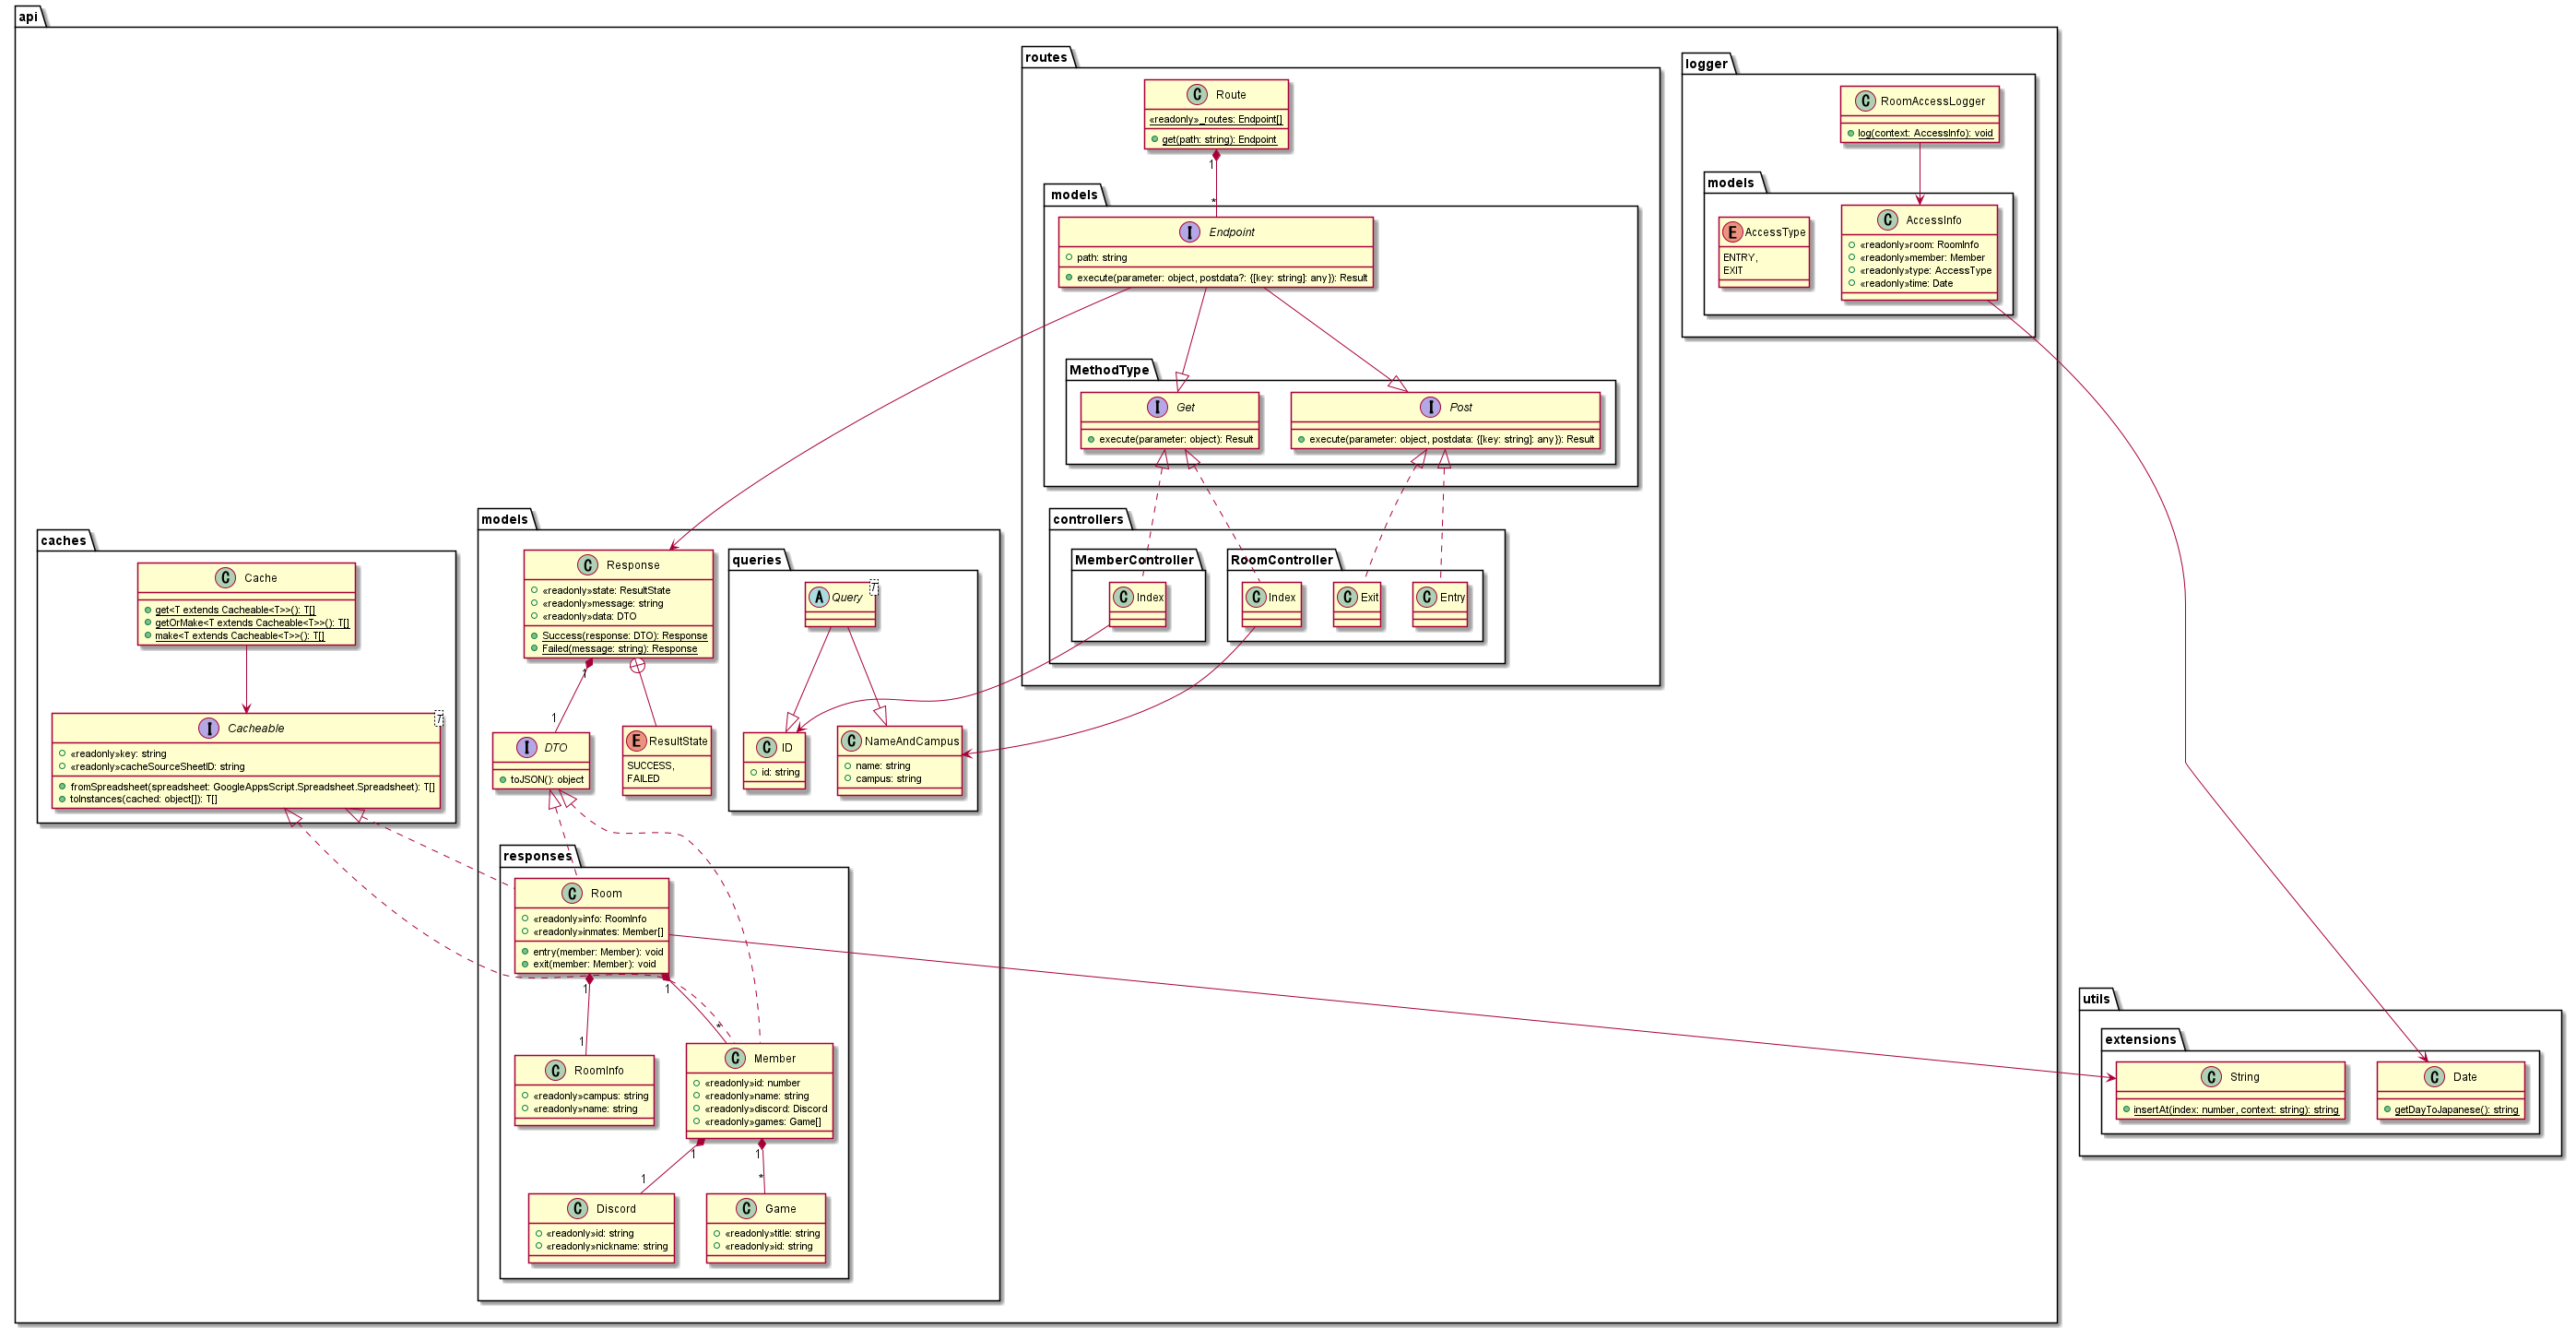 api
routes
Route
«readonly»_routes: Endpoint[]
get(path: string): Endpoint
1
*
models
Endpoint
path: string
execute(parameter: object, postdata?: {[key: string]: any}): Result
MethodType
Get
execute(parameter: object): Result
Post
execute(parameter: object, postdata: {[key: string]: any}): Result
controllers
MemberController
Index
RoomController
Index
Exit
Entry
logger
RoomAccessLogger
log(context: AccessInfo): void
models
AccessType
ENTRY,
EXIT
AccessInfo
«readonly»room: RoomInfo
«readonly»member: Member
«readonly»type: AccessType
«readonly»time: Date
caches
Cache
get<T extends Cacheable<T>>(): T[]
getOrMake<T extends Cacheable<T>>(): T[]
make<T extends Cacheable<T>>(): T[]
Cacheable
T
«readonly»key: string
«readonly»cacheSourceSheetID: string
fromSpreadsheet(spreadsheet: GoogleAppsScript.Spreadsheet.Spreadsheet): T[]
toInstances(cached: object[]): T[]
models
Response
«readonly»state: ResultState
«readonly»message: string
«readonly»data: DTO
Success(response: DTO): Response
Failed(message: string): Response
1
1
DTO
toJSON(): object
ResultState
SUCCESS,
FAILED
queries
Query
T
ID
id: string
NameAndCampus
name: string
campus: string
responses
Room
«readonly»info: RoomInfo
«readonly»inmates: Member[]
entry(member: Member): void
exit(member: Member): void
1
1
1
*
RoomInfo
«readonly»campus: string
«readonly»name: string
Member
«readonly»id: number
«readonly»name: string
«readonly»discord: Discord
«readonly»games: Game[]
1
1
1
*
Discord
«readonly»id: string
«readonly»nickname: string
Game
«readonly»title: string
«readonly»id: string
utils
extensions
String
insertAt(index: number, context: string): string
Date
getDayToJapanese(): string